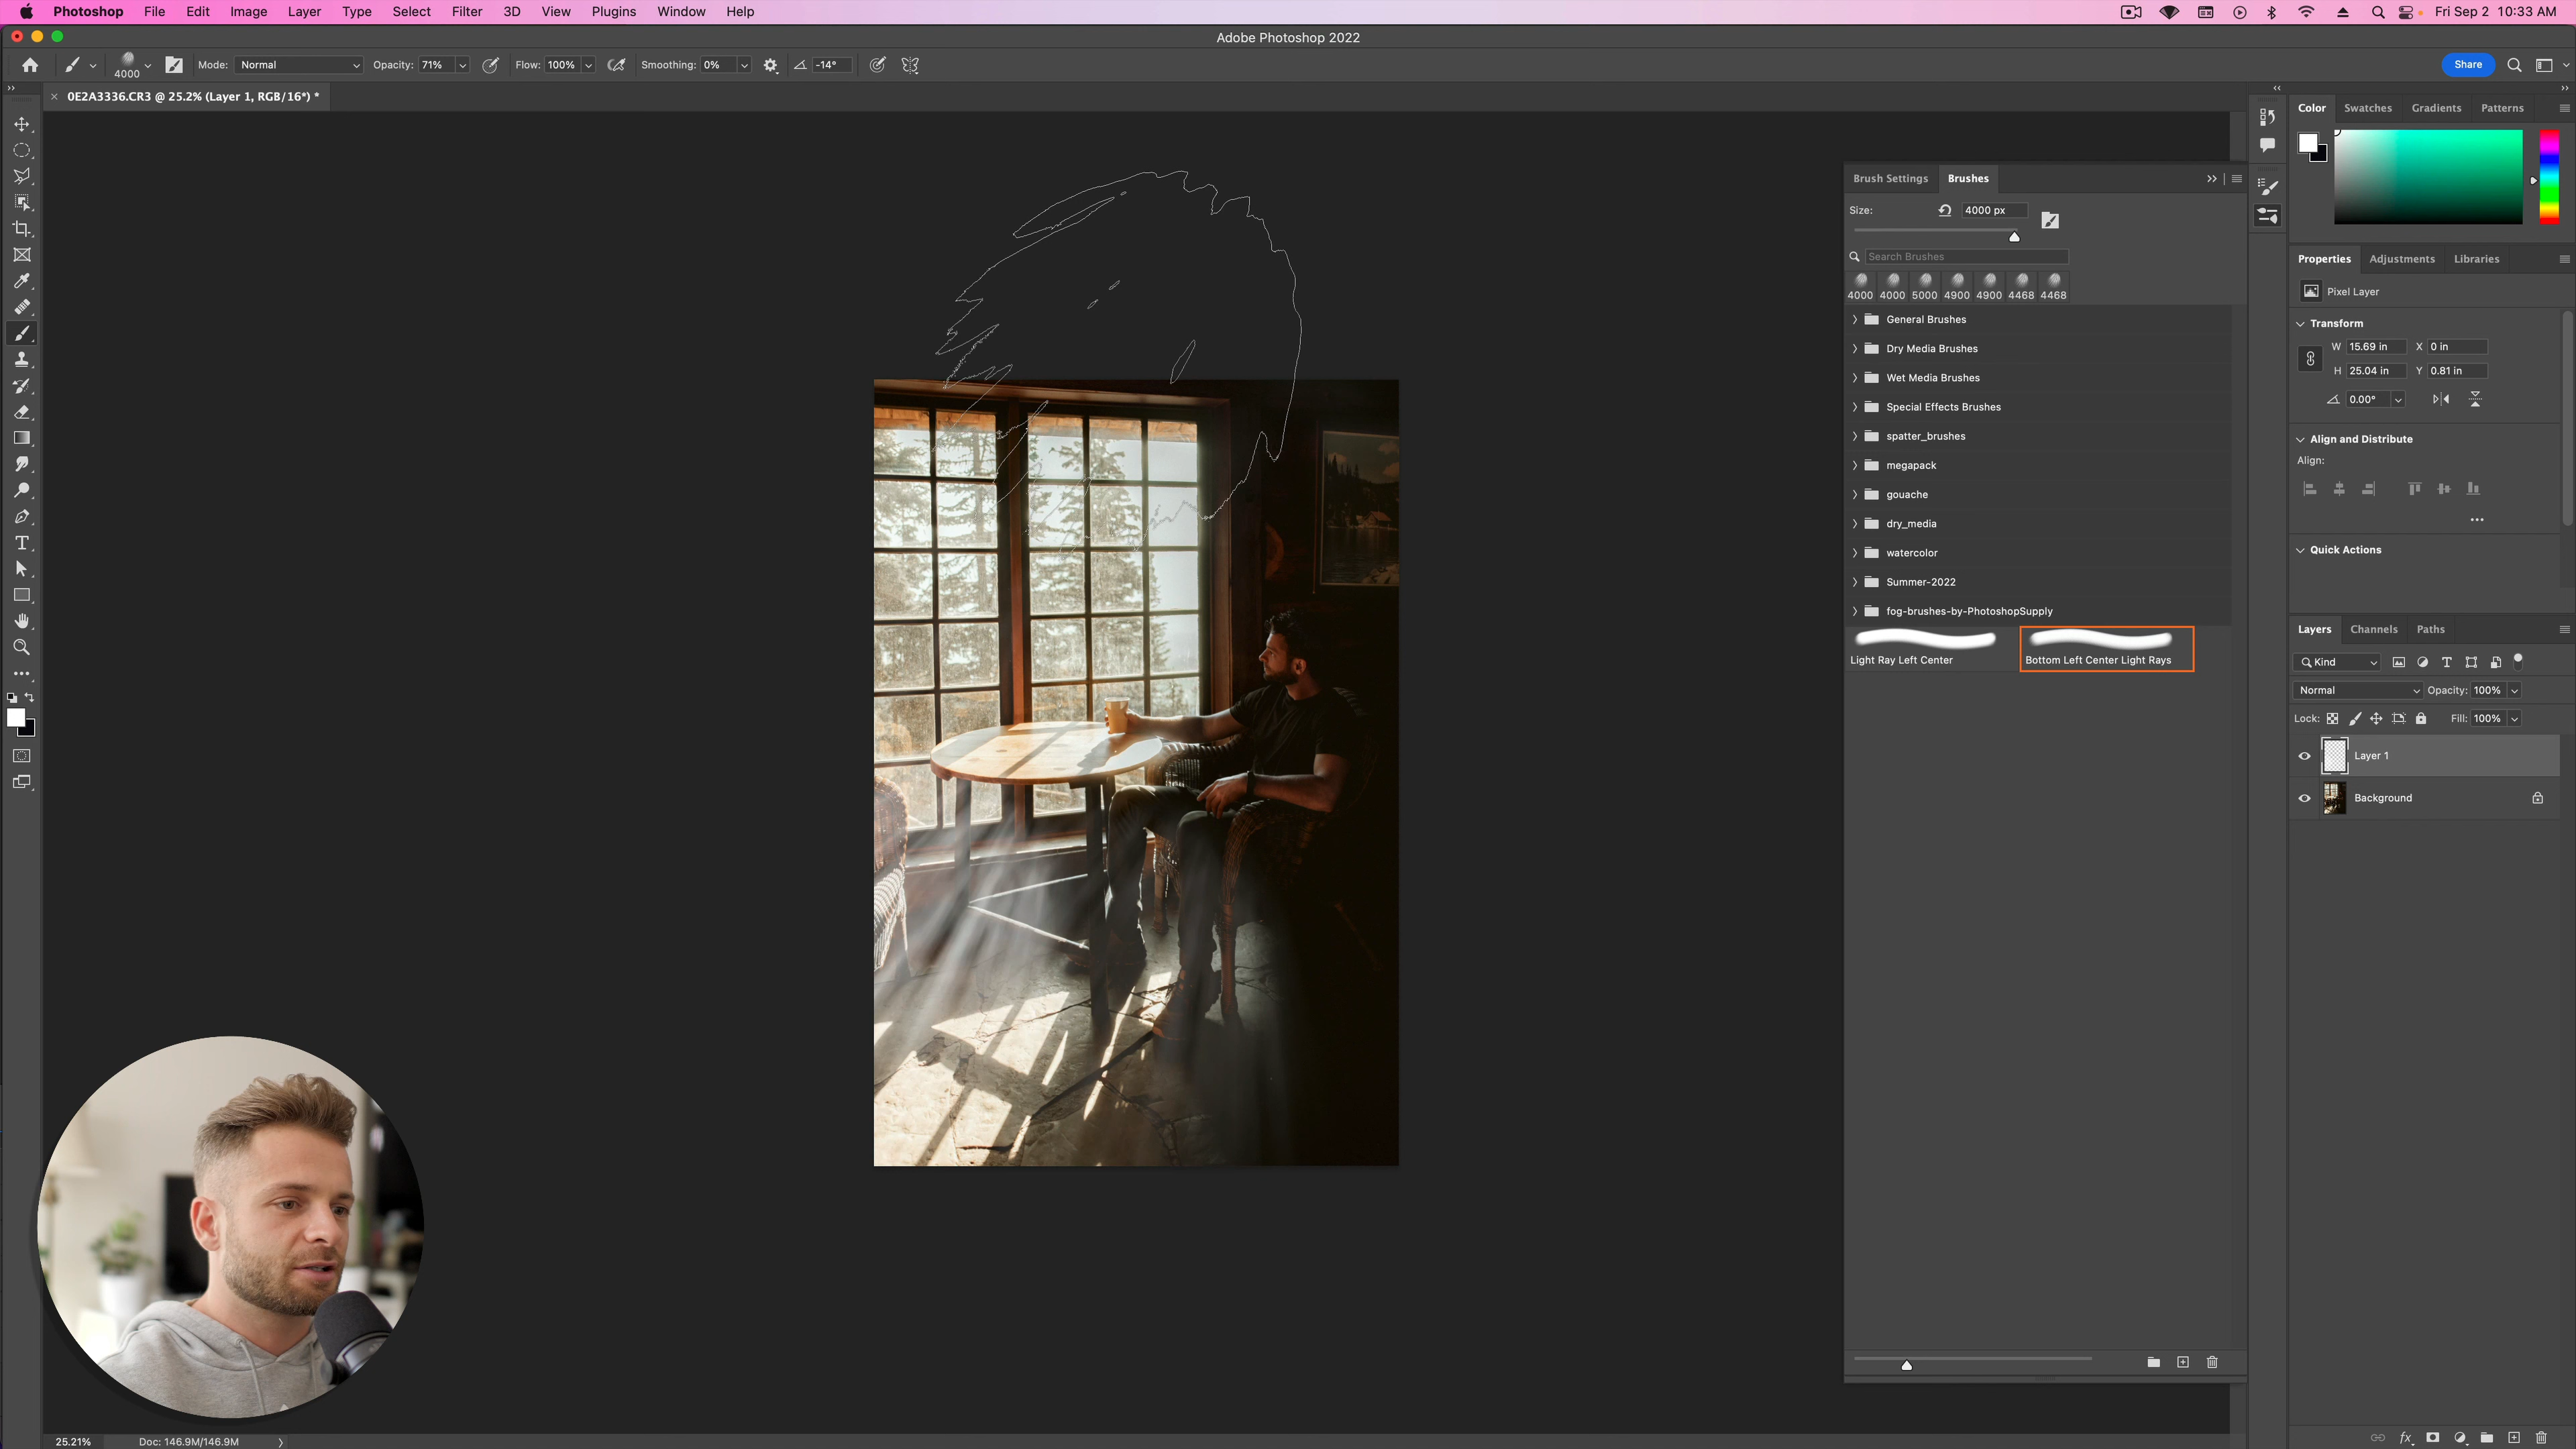 Photoshop File Edit Image Layer Type Select Filter 3D View Plugins Window Help Fri Sep 2 10:33 AM
Adobe Photoshop 2022
4000 Mode: Normal Opacity: 71% Flow: 100% Smoothing: 0% -14° Share
0E2A3336.CR3 @ 25.2% (Layer 1, RGB/16*) *
Color Swatches Gradients Patterns
Brush Settings Brushes
Size: 4000 px
Search Brushes
4000 4000 5000 4900 4900 4468 4468
General Brushes
Dry Media Brushes
Wet Media Brushes
Special Effects Brushes
spatter_brushes
megapack
gouache
dry_media
watercolor
Summer-2022
fog-brushes-by-PhotoshopSupply
Light Ray Left Center Bottom Left Center Light Rays
Properties Adjustments Libraries
Pixel Layer
Transform
W 15.69 in X 0 in
H 25.04 in Y 0.81 in
0.00°
Align and Distribute
Align:
Quick Actions
Layers Channels Paths
Kind
Normal Opacity: 100%
Lock: Fill: 100%
Layer 1
Background
fx
25.21% Doc: 146.9M/146.9M